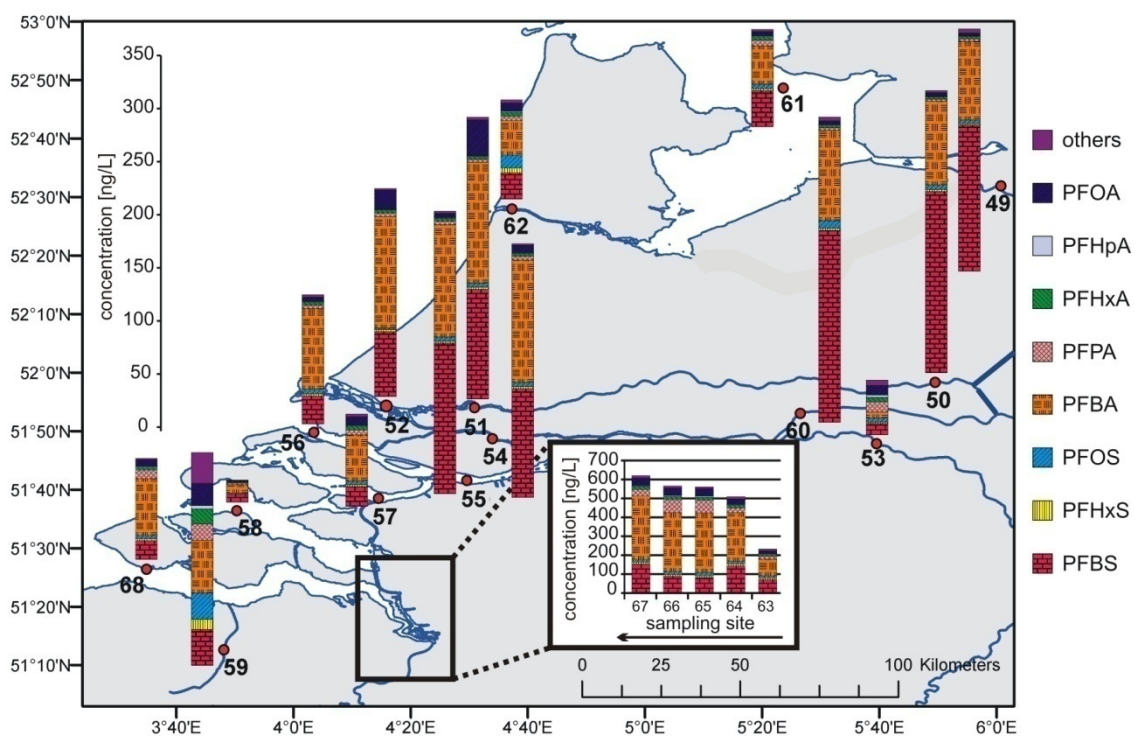 53°0'N
52°50'N
52°40'N
52°30'N
52°20'N
52°10'N
52°0'N
51°50'N
51°40'N
51°30'N
51°20'N
51°10'N
concentration [ng/L]
350
300
250
200
150
100
50
0
61
62
49
50
60
53
56
52
51
54
55
57
58
68
59
concentration [ng/L]
700
600
500
400
300
200
100
0
67 66 65 64 63
sampling site
0 25 50 100 Kilometers
3°40'E 4°0'E 4°20'E 4°40'E 5°0'E 5°20'E 5°40'E 6°0'E
others
PFOA
PFHpA
PFHxA
PFPA
PFBA
PFOS
PFHxS
PFBS